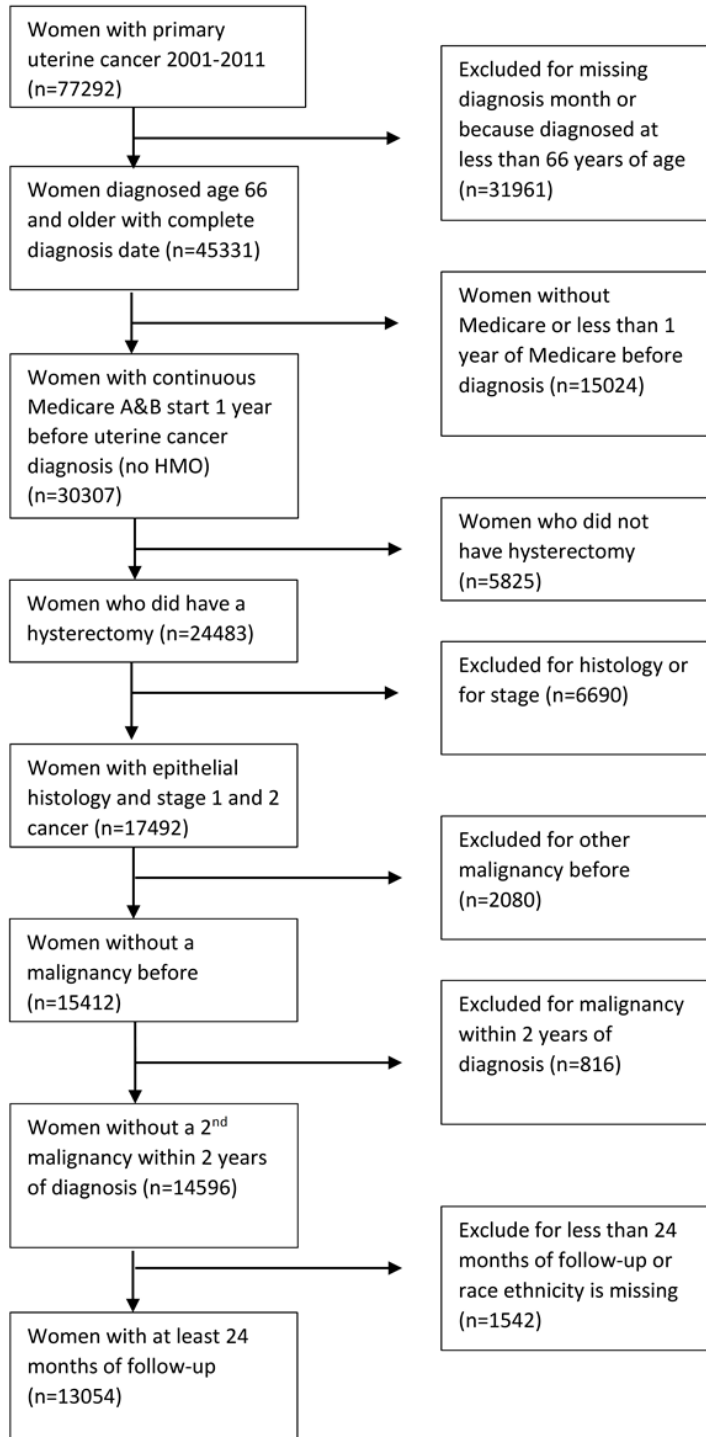 Women with primary
uterine cancer 2001-2011
(n=77292)
Excluded for missing
diagnosis month or
because diagnosed at
less than 66 years of age
(n=31961)
Women diagnosed age 66
and older with complete
diagnosis date (n=45331)
Women without
Medicare or less than 1
year of Medicare before
diagnosis (n=15024)
Women with continuous
Medicare A&B start 1 year
before uterine cancer
diagnosis (no HMO)
(n=30307)
Women who did not
have hysterectomy
(n=5825)
Women who did have a
hysterectomy (n=24483)
Excluded for histology or
for stage (n=6690)
Women with epithelial
histology and stage 1 and 2
cancer (n=17492)
Excluded for other
malignancy before
(n=2080)
Women without a
malignancy before
(n=15412)
Excluded for malignancy
within 2 years of
diagnosis (n=816)
Women without a 2nd
malignancy within 2 years
of diagnosis (n=14596)
Exclude for less than 24
months of follow-up or
race ethnicity is missing
(n=1542)
Women with at least 24
months of follow-up
(n=13054)